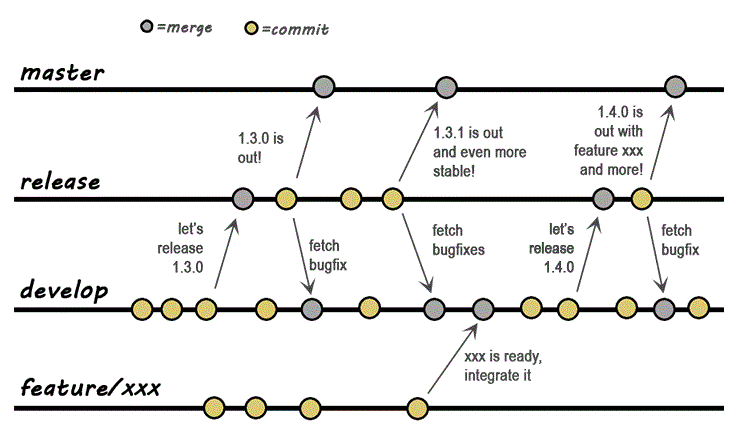 =merge =commit
master
1.3.0 is
out!
1.3.1 is out
and even more
stable!
1.4.0 is
out with
feature xxx
and more!
release
let's
release
1.3.0
fetch
bugfix
fetch
bugfixes
let's
release
1.4.0
fetch
bugfix
develop
xxx is ready,
integrate it
feature/xxx